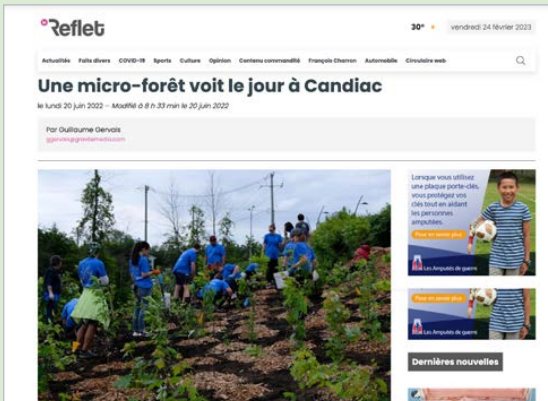 Reflet
30°
vendredi 24 février 2023
Actualités Faits divers COVID-19 Sports Culture Opinion Contenu commandité François Charron Automobile Circulaire web
Une micro-forêt voit le jour à Candiac
le lundi 20 juin 2022 - Modifié à 8 h 33 min le 20 juin 2022
Par Guillaume Gervais
ggervais@gravitemedia.com
Lorsque vous utilisez
une plaque porte-clés,
vous protégez vos
clés tout en aidant
les personnes
amputées.
Pour en savoir plus
Les Amputés de guerre
Pour en savoir plus
Les Amputés de guerre
Dernières nouvelles